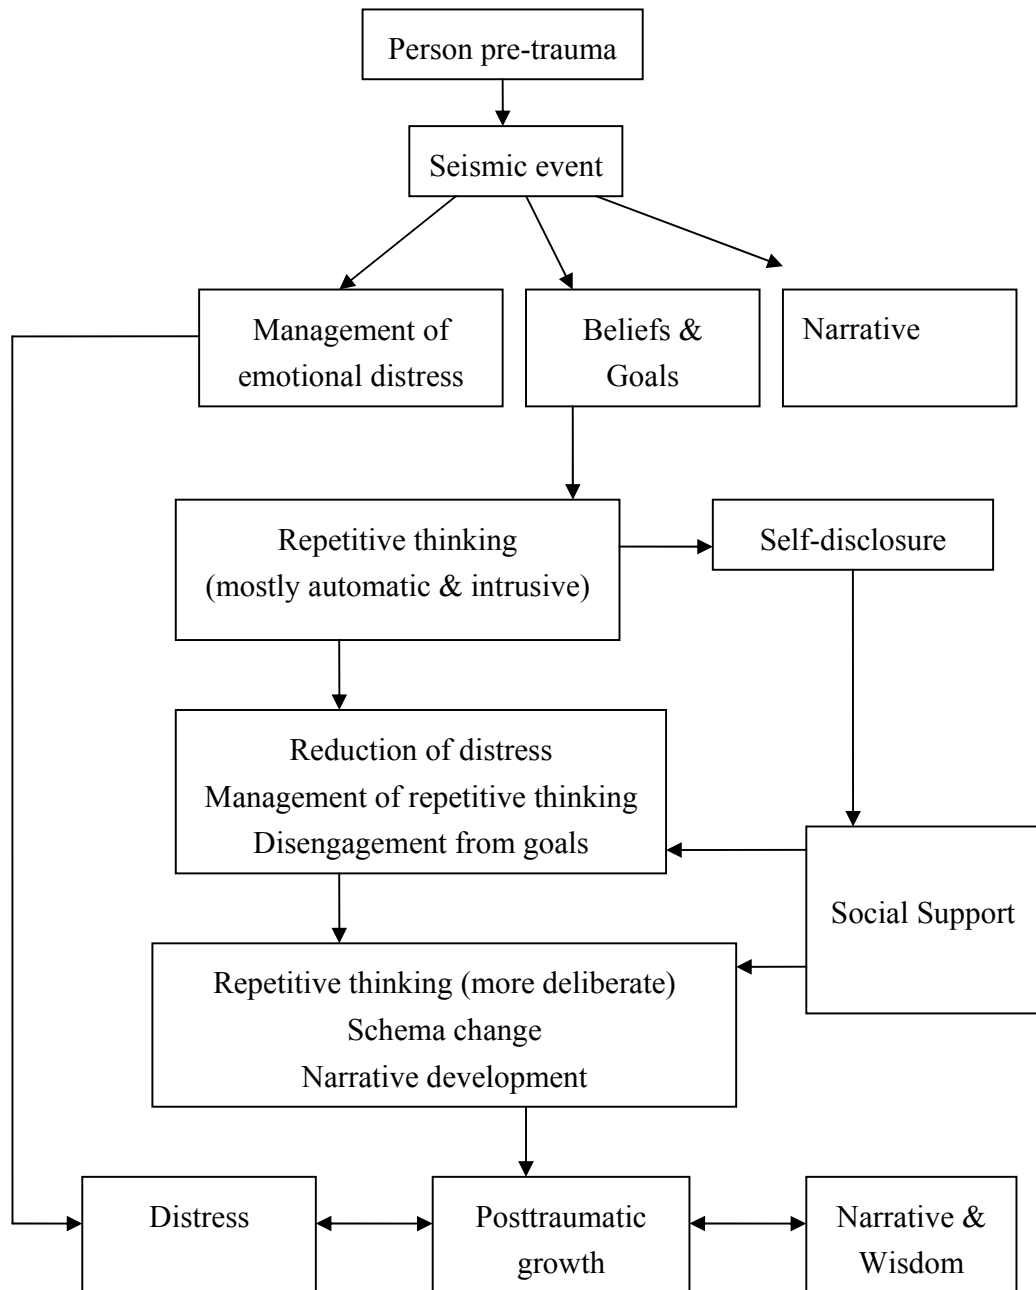 Person pre-trauma
Seismic event
Management of
emotional distress
Beliefs &
Goals
Narrative
Repetitive thinking
(mostly automatic & intrusive)
Self-disclosure
Reduction of distress
Management of repetitive thinking
Disengagement from goals
Social Support
Repetitive thinking (more deliberate)
Schema change
Narrative development
Distress
Posttraumatic
growth
Narrative &
Wisdom